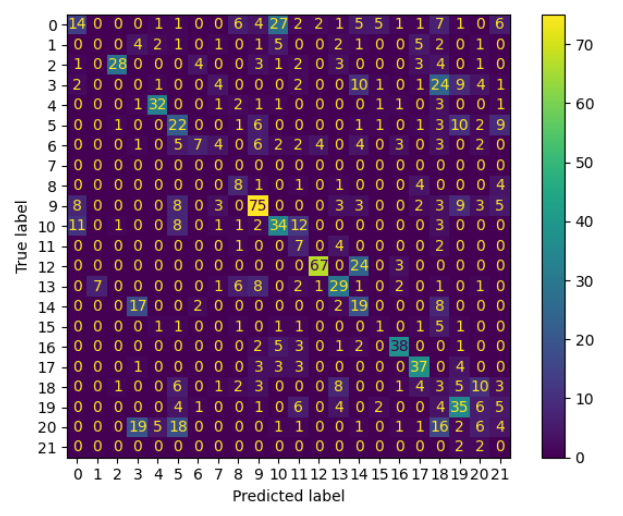 0 14 0 0 0 1 1 0 0 6 4 27 2 2 1 5 5 1 1 7 1 0 6
1 0 0 0 4 2 1 0 1 0 1 5 0 0 2 1 0 0 5 2 0 1 0
2 1 0 28 0 0 0 4 0 0 3 1 2 0 3 0 0 0 3 4 0 1 0
3 2 0 0 0 1 0 0 4 0 0 0 2 0 0 10 1 0 1 24 9 4 1
4 0 0 0 1 32 0 0 1 2 1 1 0 0 0 0 1 1 0 3 0 0 1
5 0 0 1 0 0 22 0 0 1 6 0 0 0 0 1 1 0 1 3 10 2 9
6 0 0 0 1 0 5 7 4 0 6 2 2 4 0 4 0 3 0 3 0 2 0
7 0 0 0 0 0 0 0 0 0 0 0 0 0 0 0 0 0 0 0 0 0 0
8 0 0 0 0 0 0 0 0 8 1 0 1 0 1 0 0 0 4 0 0 0 4
9 8 0 0 0 0 8 0 3 0 75 0 0 0 3 3 0 0 2 3 9 3 5
10 11 0 1 0 0 8 0 1 1 2 34 12 0 0 0 0 0 0 3 0 0 0
11 0 0 0 0 0 0 0 0 1 0 0 7 0 4 0 0 0 0 2 0 0 0
12 0 0 0 0 0 0 0 0 0 0 0 0 67 0 24 0 3 0 0 0 0 0
13 0 7 0 0 0 0 0 1 6 8 0 2 1 29 1 0 2 0 1 0 1 0
14 0 0 0 17 0 0 2 0 0 0 0 0 0 2 19 0 0 0 8 0 0 0
15 0 0 0 0 1 1 0 0 1 0 1 1 0 0 0 1 0 1 5 1 0 0
16 0 0 0 0 0 0 0 0 0 2 5 3 0 1 2 0 38 0 0 1 0 0
17 0 0 0 1 0 0 0 0 0 3 3 3 0 0 0 0 0 37 0 4 0 0
18 0 0 1 0 0 6 0 1 2 3 0 0 0 8 0 0 1 4 3 5 10 3
19 0 0 0 0 0 4 1 0 0 1 0 6 0 4 0 2 0 0 4 35 6 5
20 0 0 0 19 5 18 0 0 0 0 1 1 0 0 1 0 1 1 16 2 6 4
21 0 0 0 0 0 0 0 0 0 0 0 0 0 0 0 0 0 0 0 2 2 0
0 1 2 3 4 5 6 7 8 9 10 11 12 13 14 15 16 17 18 19 20 21
Predicted label
True label
70
60
50
40
30
20
10
0